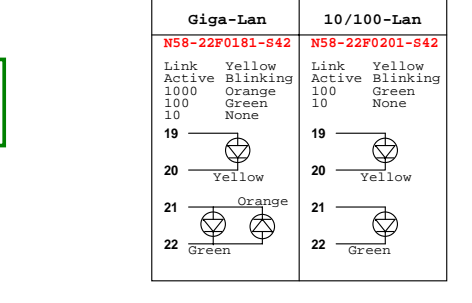 Giga-Lan 10/100-Lan
N58-22F0181-S42 N58-22F0201-S42
Link Yellow Link Yellow
Active Blinking Active Blinking
1000 Orange 100 Green
100 Green 10 None
10 None
19 19
20 Yellow 20 Yellow
21 Orange 21
22 Green 22 Green